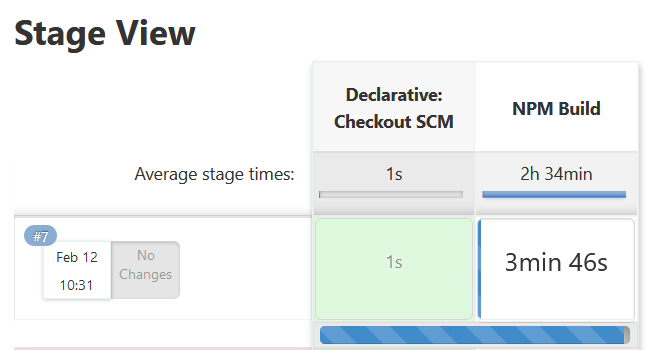 Stage View
Declarative:
Checkout SCM
NPM Build
Average stage times:
1s
2h 34min
#7
Feb 12
10:31
No
Changes
1s
3min 46s